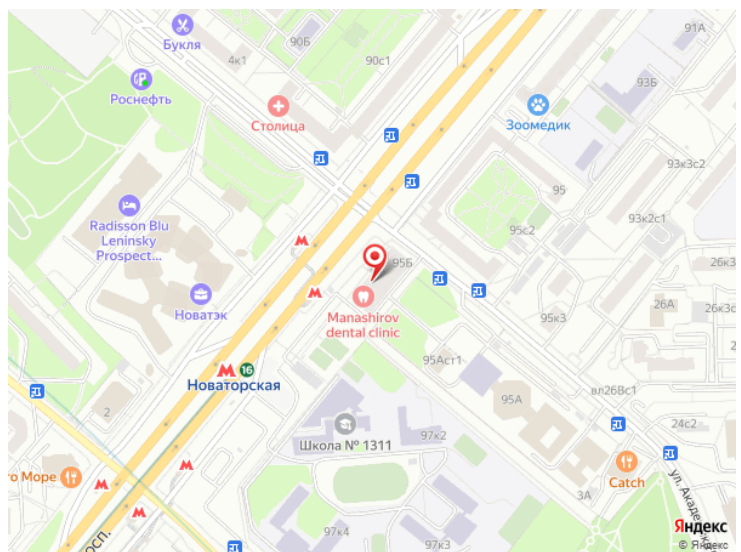 Букля
4к1
90Б
90с1
91А
93Б
Роснефть
Столица
Зоомедик
93к3с2
95
93к2с1
95с2
Radisson Blu
Leninsky
Prospect...
95Б
26к3
26А
26к3с
Новатэк
Manashirov
dental clinic
95к3
95Аст1
16
Новаторская
95А
вл26Вс1
2
24с2
Школа № 1311
97к2
о Море
Catch
3А
ул. Акаде
97к4
97к3
просп.
Яндекс
© Яндекс